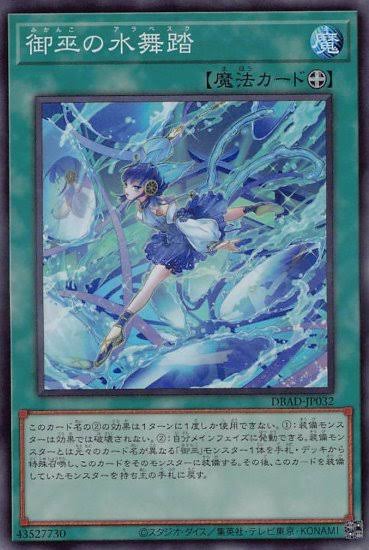 みかんこ アラベスク
御巫の水舞踏
魔
【魔法カード】
DBAD-JP032
このカード名の②の効果は1ターンに1度しか使用できない。①：装備モン
スターは効果では破壊されない。②：自分メインフェイズに発動できる。装備モン
スターとは元々のカード名が異なる「御巫」モンスター1体を手札・デッキから
特殊召喚し、このカードをそのモンスターに装備する。その後、このカードを装備
していたモンスターを持ち主の手札に戻す。
43527730 ©スタジオ・ダイス／集英社・テレビ東京・KONAMI